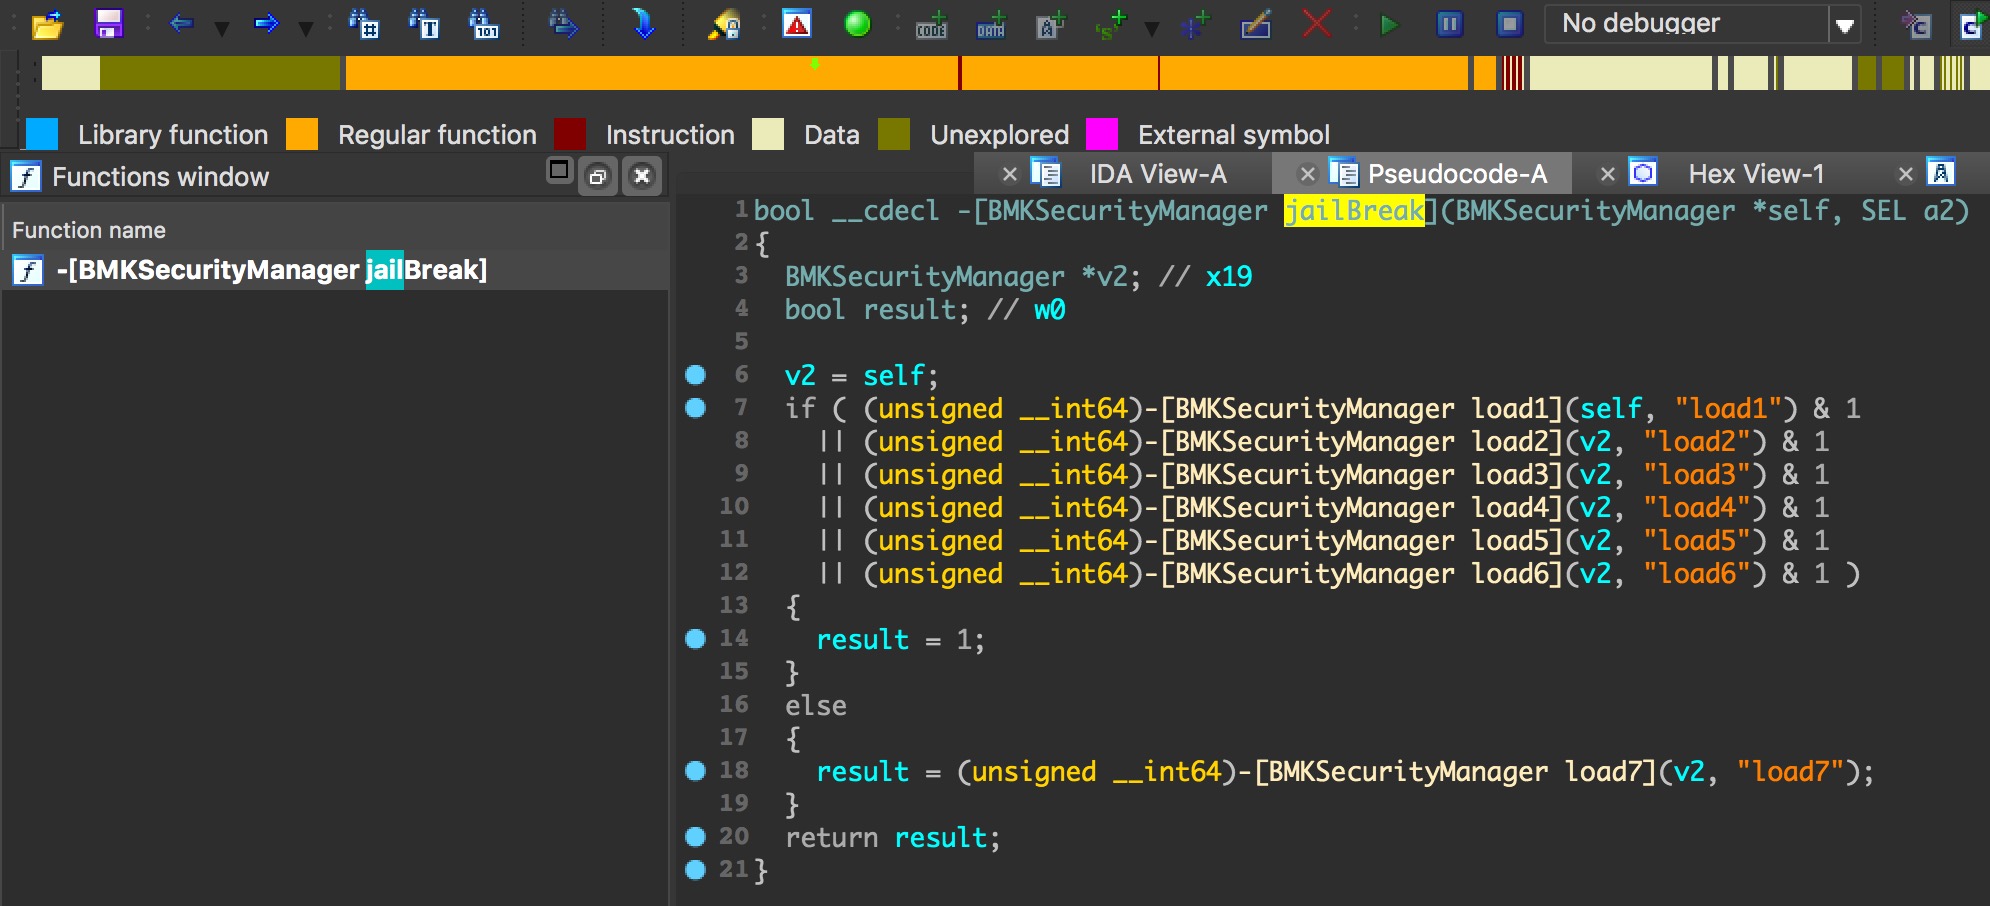 No debugger
Library function Regular function Instruction Data Unexplored External symbol
Functions window
Function name
-[BMKSecurityManager jailBreak]
IDA View-A Pseudocode-A Hex View-1
1 bool __cdecl -[BMKSecurityManager jailBreak](BMKSecurityManager *self, SEL a2)
2 {
3 BMKSecurityManager *v2; // x19
4 bool result; // w0
5
6 v2 = self;
7 if ( (unsigned __int64)-[BMKSecurityManager load1](self, "load1") & 1
8 || (unsigned __int64)-[BMKSecurityManager load2](v2, "load2") & 1
9 || (unsigned __int64)-[BMKSecurityManager load3](v2, "load3") & 1
10 || (unsigned __int64)-[BMKSecurityManager load4](v2, "load4") & 1
11 || (unsigned __int64)-[BMKSecurityManager load5](v2, "load5") & 1
12 || (unsigned __int64)-[BMKSecurityManager load6](v2, "load6") & 1 )
13 {
14 result = 1;
15 }
16 else
17 {
18 result = (unsigned __int64)-[BMKSecurityManager load7](v2, "load7");
19 }
20 return result;
21 }